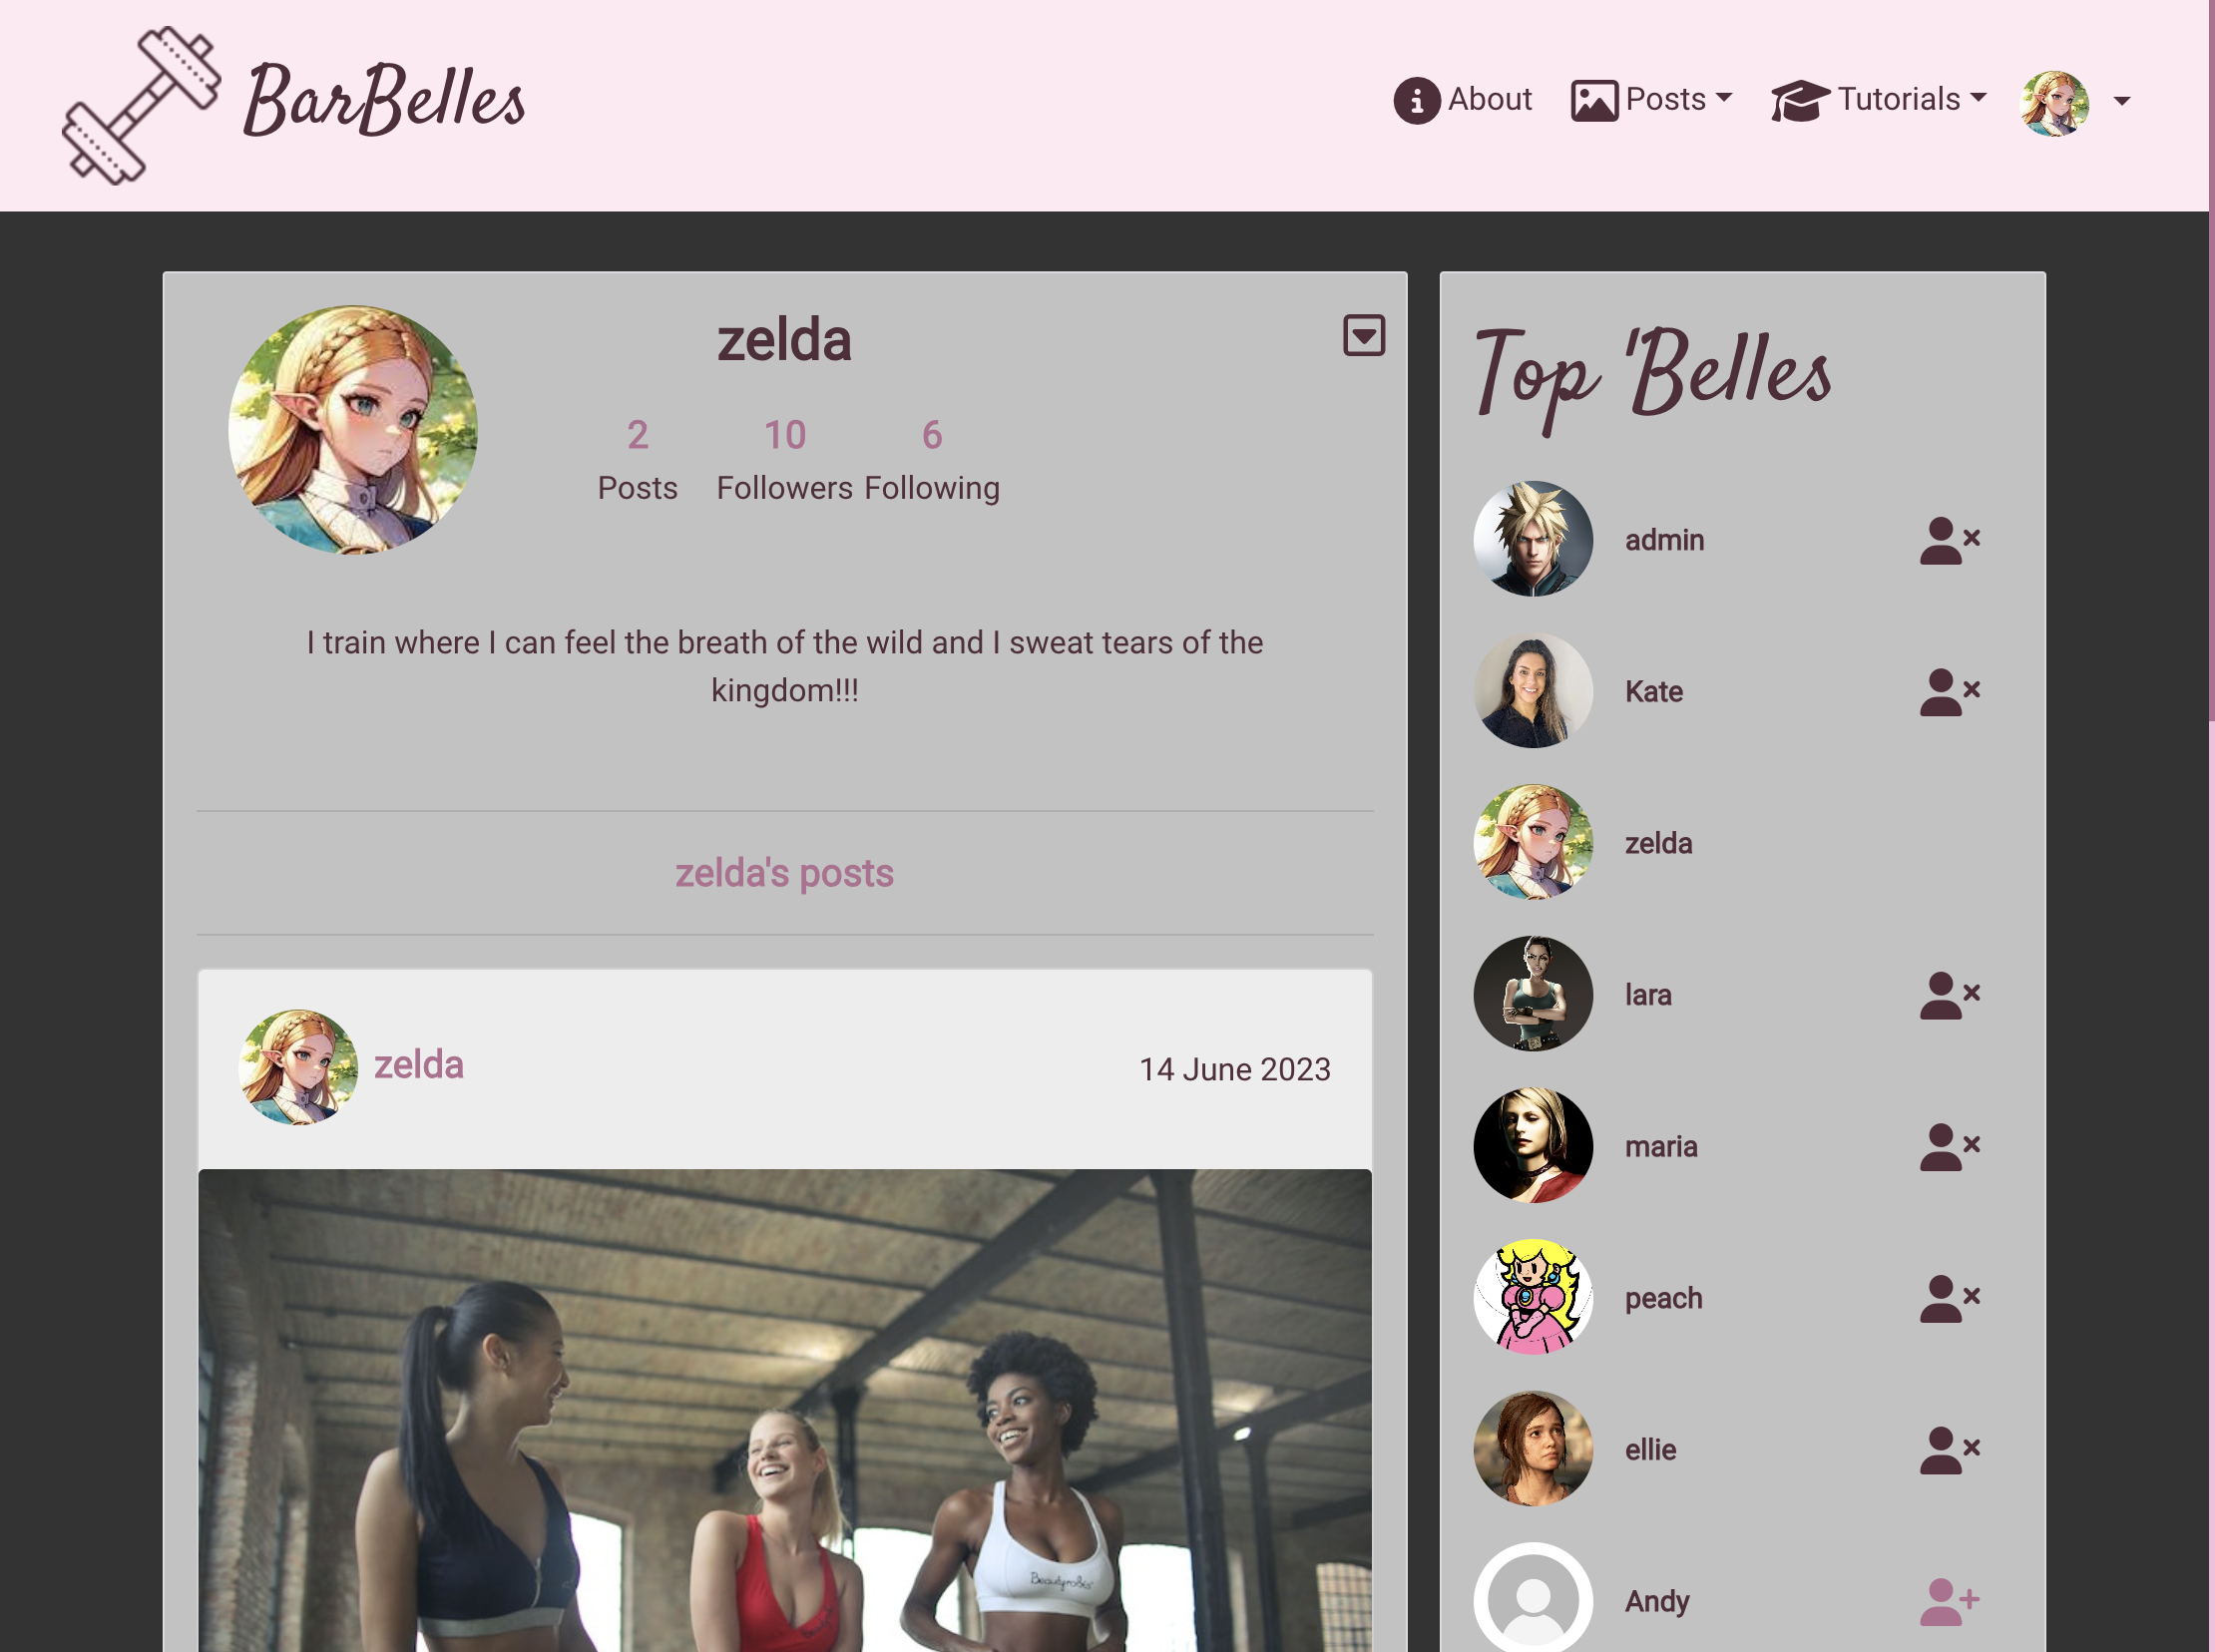 BarBelles
About
Posts
Tutorials
zelda
2 10 6
Posts Followers Following
I train where I can feel the breath of the wild and I sweat tears of the
kingdom!!!
zelda's posts
zelda 14 June 2023
Beautyrobic
Top 'Belles
admin
Kate
zelda
lara
maria
peach
ellie
Andy